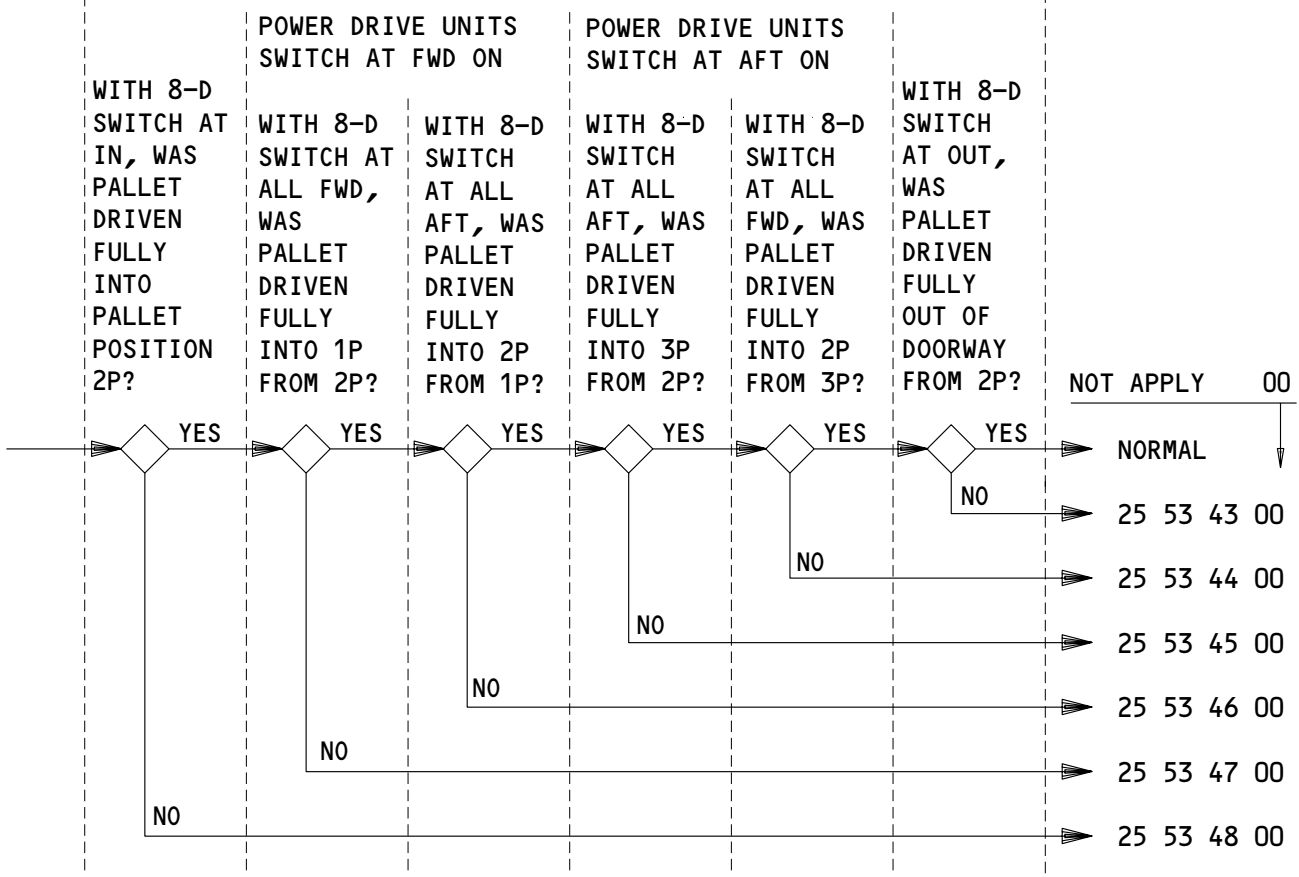 POWER DRIVE UNITS
SWITCH AT FWD ON
POWER DRIVE UNITS
SWITCH AT AFT ON
WITH 8-D
SWITCH AT
IN, WAS
PALLET
DRIVEN
FULLY
INTO
PALLET
POSITION
2P?
WITH 8-D
SWITCH AT
ALL FWD,
WAS
PALLET
DRIVEN
FULLY
INTO 1P
FROM 2P?
WITH 8-D
SWITCH
AT ALL
AFT, WAS
PALLET
DRIVEN
FULLY
INTO 2P
FROM 1P?
WITH 8-D
SWITCH
AT ALL
AFT, WAS
PALLET
DRIVEN
FULLY
INTO 3P
FROM 2P?
WITH 8-D
SWITCH
AT ALL
FWD, WAS
PALLET
DRIVEN
FULLY
INTO 2P
FROM 3P?
WITH 8-D
SWITCH
AT OUT,
WAS
PALLET
DRIVEN
FULLY
OUT OF
DOORWAY
FROM 2P?
NOT APPLY 00
YES
YES
YES
YES
YES
YES
NORMAL
NO
25 53 43 00
NO
25 53 44 00
NO
25 53 45 00
NO
25 53 46 00
NO
25 53 47 00
NO
25 53 48 00